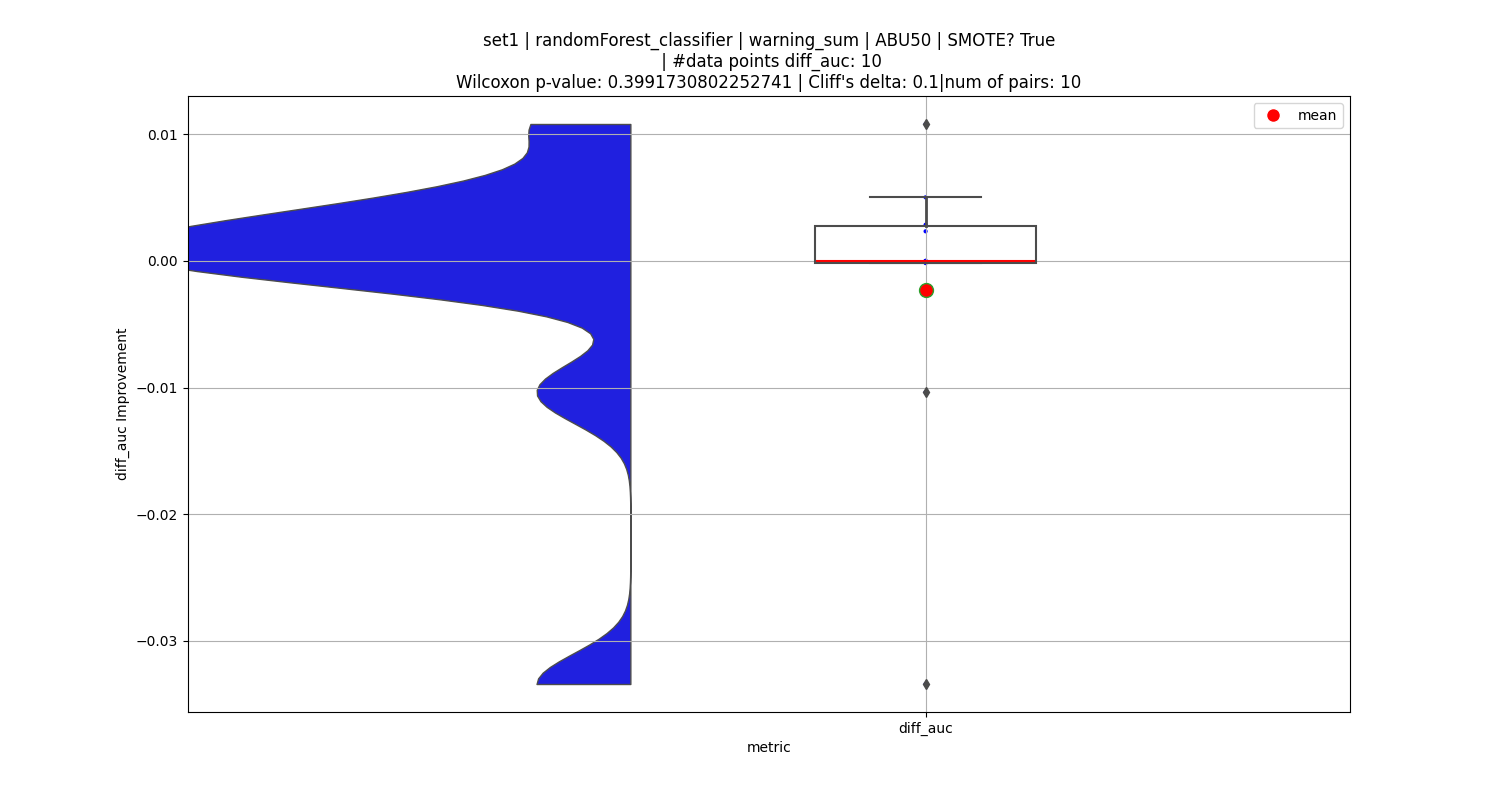 set1 | randomForest_classifier | warning_sum | ABU50 | SMOTE? True
| #data points diff_auc: 10
Wilcoxon p-value: 0.3991730802252741 | Cliff's delta: 0.1|num of pairs: 10
mean
0.01
0.00
−0.01
−0.02
−0.03
diff_auc Improvement
diff_auc
metric